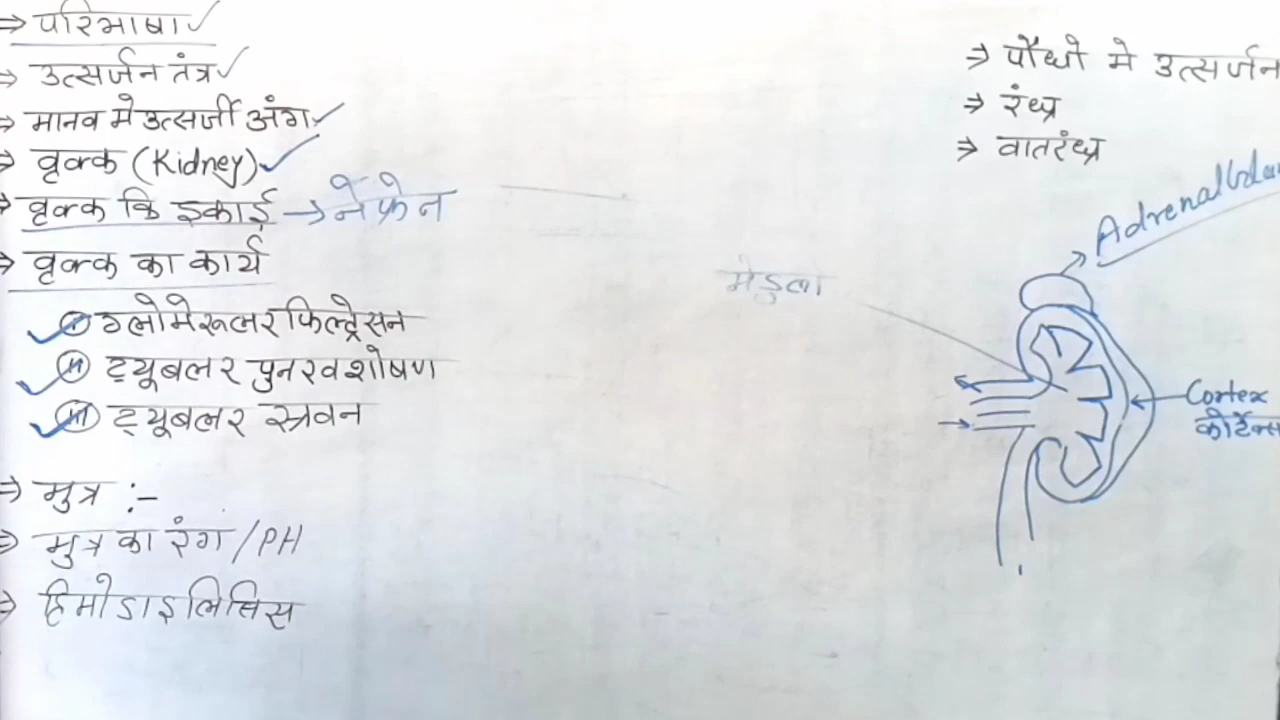 ⇒ परिभाषा ✓
⇒ उत्सर्जन तंत्र ✓
⇒ मानव मे उत्सर्जी अंग ✓
⇒ वृक्क (Kidney) ✓
⇒ वृक्क कि इकाई → नेफ्रेन
⇒ वृक्क का कार्य
ग्लोमेरूलर फिल्ट्रेसन
(ii) ट्यूबलर पुनरवशोषण
(iii) ट्यूबलर स्त्रवन
⇒ मुत्र :-
⇒ मुत्र का रंग / PH
⇒ हिमोडाइलिसिस
⇒ पौधो मे उत्सर्जन
⇒ रंध्र
⇒ वातरंध्र
Adrenal
मेडुला
Cortex